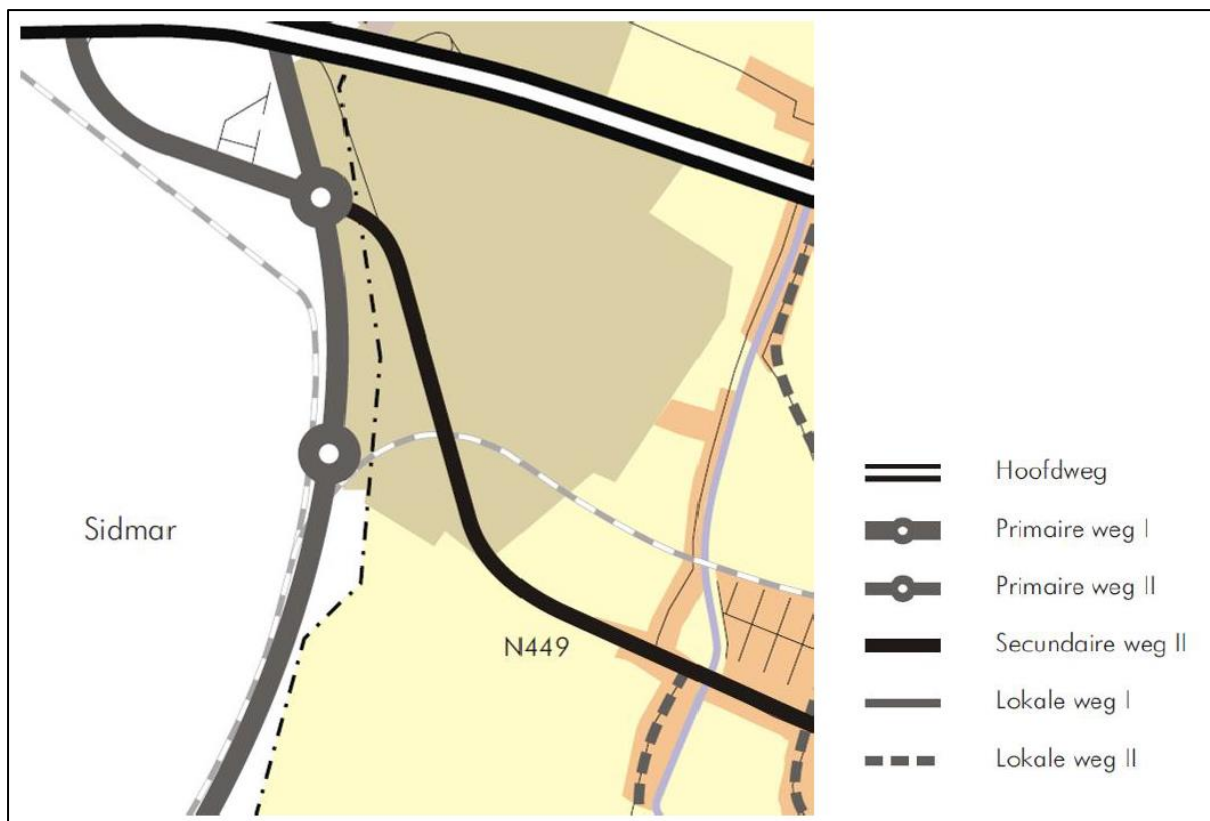 Sidmar
N449
Hoofdweg
Primaire weg I
Primaire weg II
Secundaire weg II
Lokale weg I
Lokale weg II